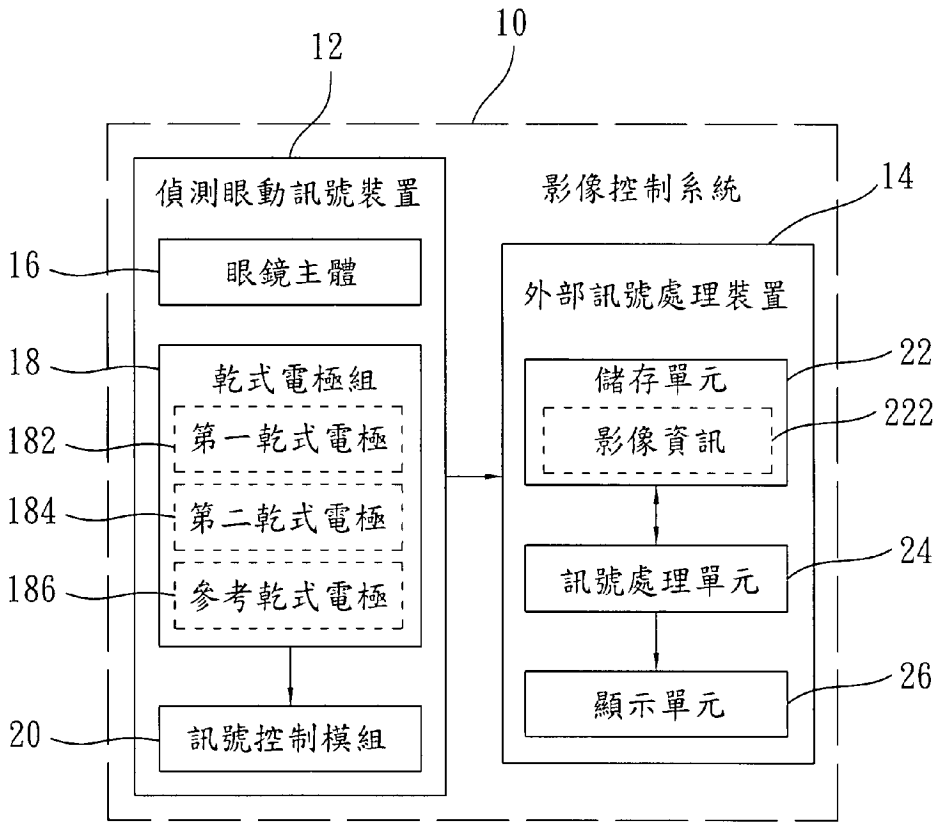 10
12
影像控制系統
14
偵測眼動訊號裝置
16
眼鏡主體
18
乾式電極組
182
第一乾式電極
184
第二乾式電極
186
參考乾式電極
20
訊號控制模組
外部訊號處理裝置
22
儲存單元
222
影像資訊
24
訊號處理單元
26
顯示單元